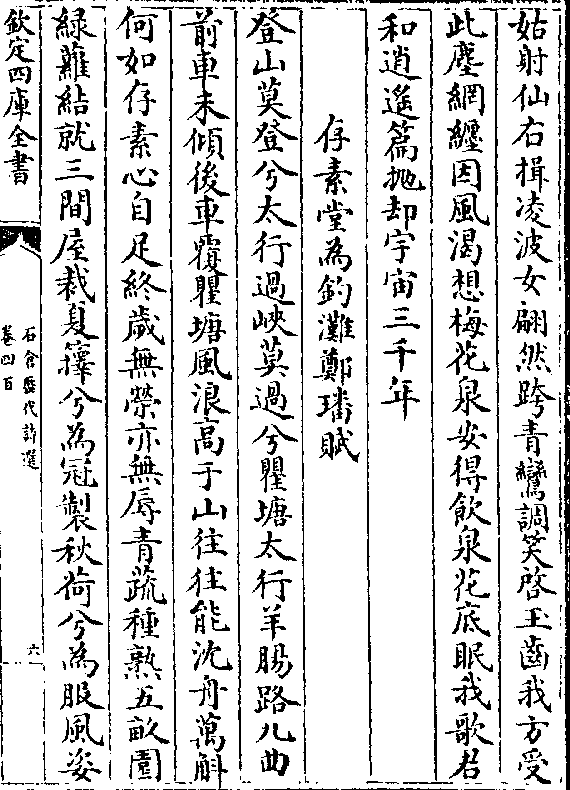 姑射仙右揖凌波女翩然跨青鸞調笑啓玉齒我方受
此塵網纏因風渴想梅花泉安得飲泉花底眠我歌君
和逍遙篇抛却宇宙三千年
存素堂為釣灘鄭璠賦
登山莫登兮太行過峽莫過兮瞿塘太行羊腸路八曲
前車未傾後車覆瞿塘風浪高于山往往能沈舟萬斛
何如存素心自足終歲無榮亦無辱青蔬種熟五畝園
綠蘿結就三間屋裁夏籜兮為冠製秋荷兮為服風姿
欽定四庫全書
石倉歷代詩選
卷四百
六